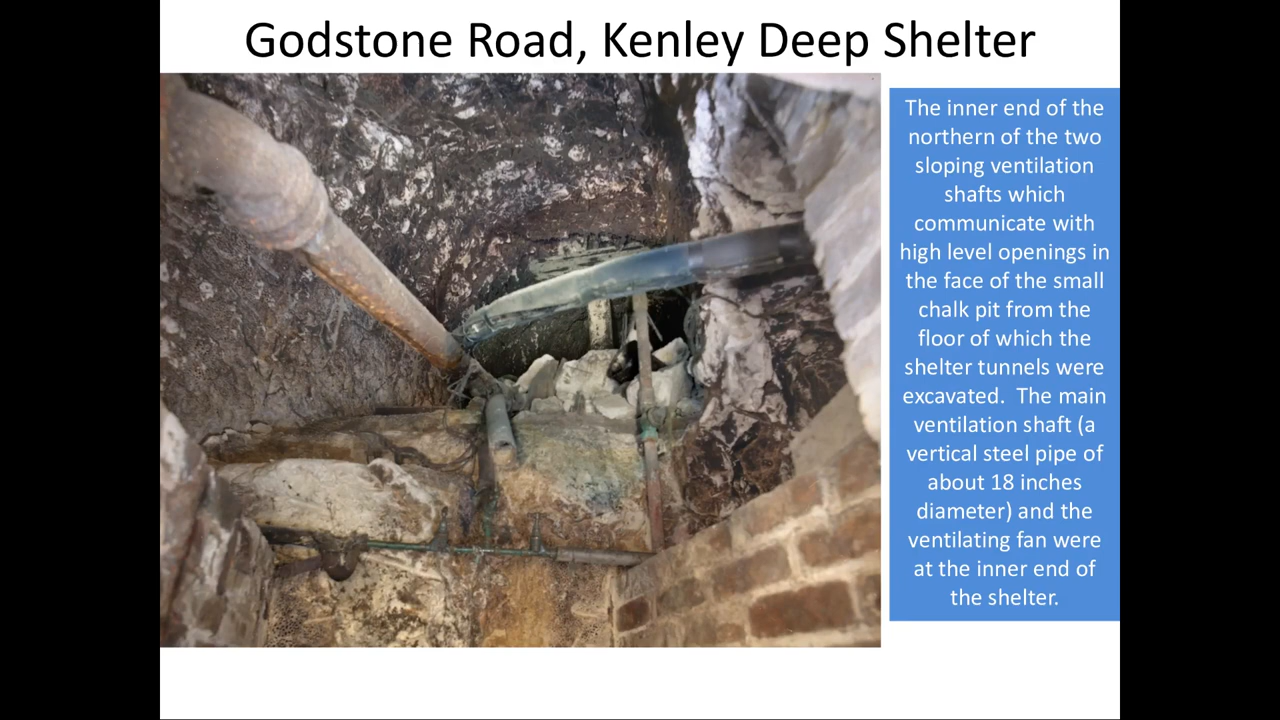 Godstone Road, Kenley Deep Shelter
The inner end of the
northern of the two
sloping ventilation
shafts which
communicate with
high level openings in
the face of the small
chalk pit from the
floor of which the
shelter tunnels were
excavated.  The main
ventilation shaft (a
vertical steel pipe of
about 18 inches
diameter) and the
ventilating fan were
at the inner end of
the shelter.